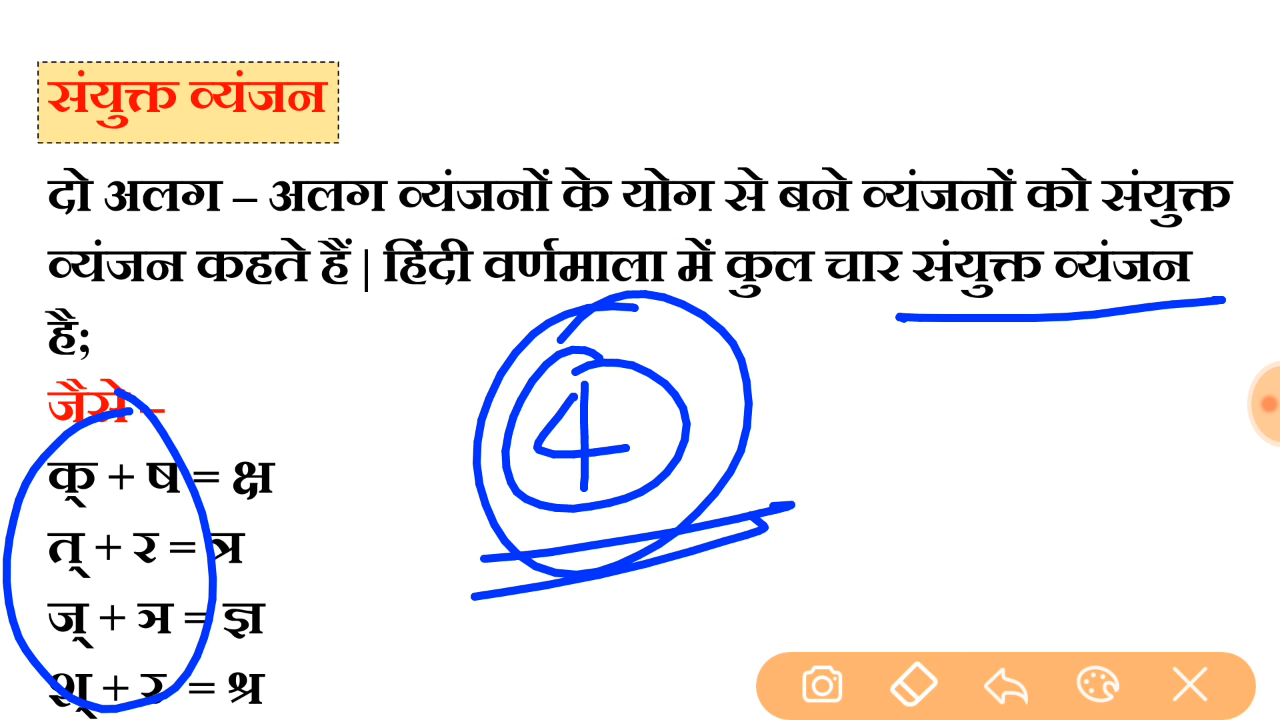 संयुक्त व्यंजन
दो अलग – अलग व्यंजनों के योग से बने व्यंजनों को संयुक्त
व्यंजन कहते हैं | हिंदी वर्णमाला में कुल चार संयुक्त व्यंजन
है;
जैसे –
क् + ष = क्ष
त् + र = त्र
ज् + ञ = ज्ञ
श् + र = श्र
4